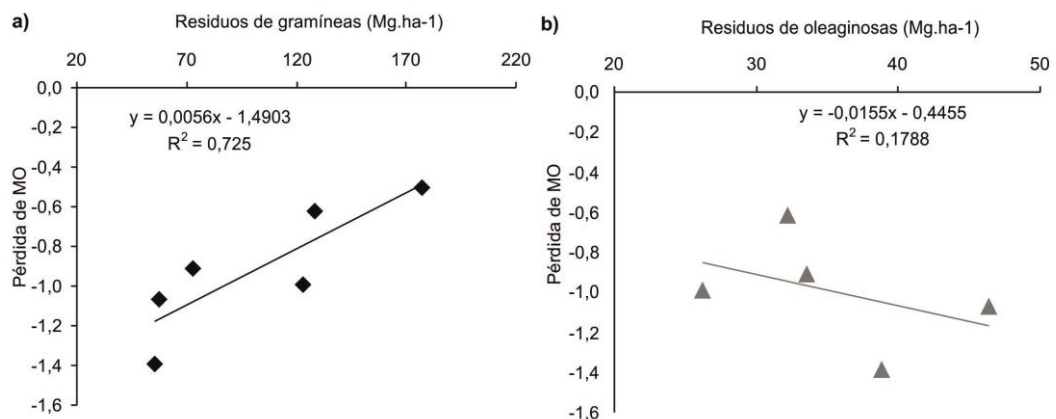 a)
Residuos de gramíneas (Mg.ha-1)
20 70 120 170 220
0,0
-0,2
-0,4
-0,6
-0,8
-1,0
-1,2
-1,4
-1,6
Pérdida de MO
y = 0,0056x - 1,4903
R² = 0,725
b)
Residuos de oleaginosas (Mg.ha-1)
20 30 40 50
0,0
-0,2
-0,4
-0,6
-0,8
-1,0
-1,2
-1,4
-1,6
Pérdida de MO
y = -0,0155x - 0,4455
R² = 0,1788